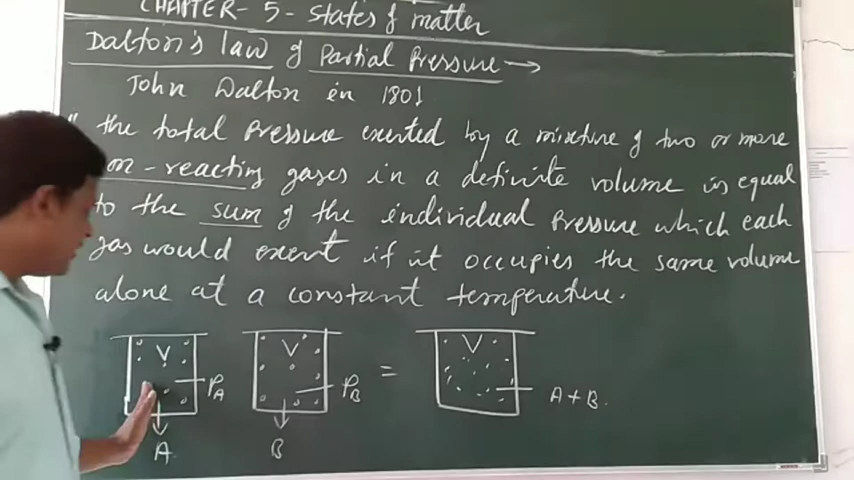 CHAPTER - 5 - States of matter
Dalton's law of Partial Pressure →
John Dalton in 1801
" the total Pressure exerted by a mixture of two or more
on - reacting gases in a definite volume is equal
to the sum of the individual Pressure which each
gas would exert if it occupies the same volume
alone at a constant temperature.
V V = V
PA PB A + B.
A B